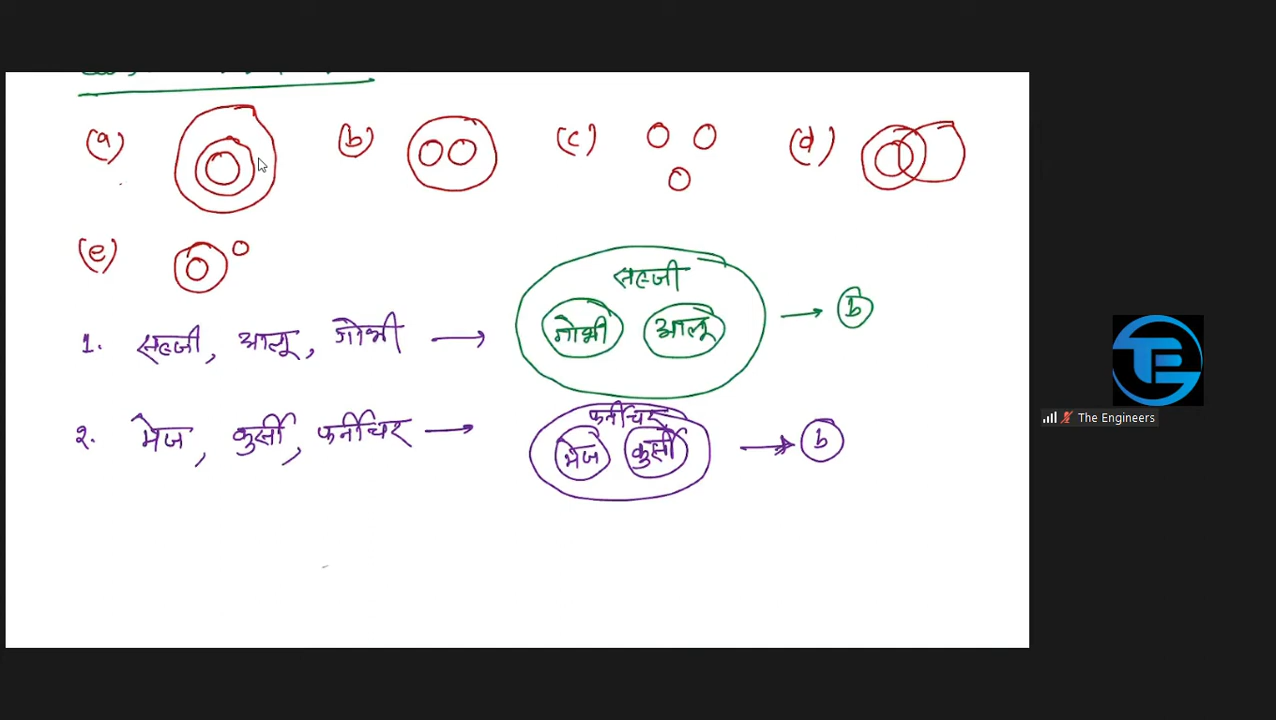 (a) (b) (c) (d)
(e)
सब्जी
गोभी आलू → b
1. सब्जी, आलू, गोभी →
फर्नीचर
2. मेज, कुर्सी, फर्नीचर → मेज कुर्सी → b
The Engineers